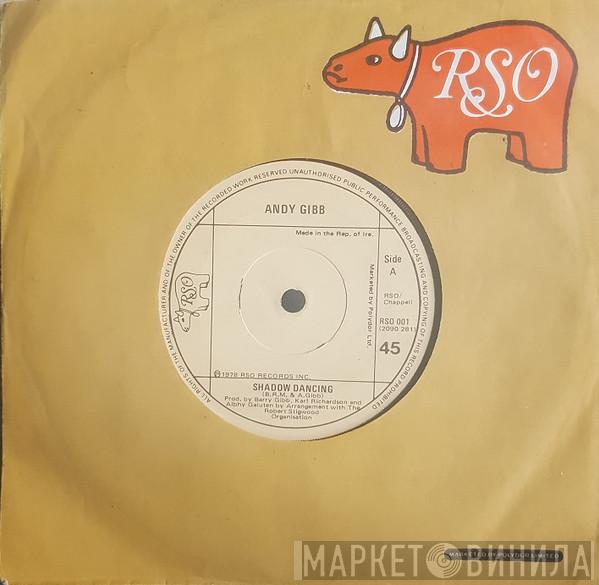 RSO
ALL RIGHTS OF THE MANUFACTURER AND OF THE OWNER OF THE RECORDED WORK RESERVED UNAUTHORISED PUBLIC PERFORMANCE BROADCASTING AND COPYING OF THIS RECORD PROHIBITED
ANDY GIBB
Made in the Rep. of Ire.
Side
A
Marketed by Polydor Ltd.
RSO/
Chappell
RSO
RSO 001
(2090 281)
45
℗ 1978 RSO RECORDS INC.
SHADOW DANCING
(B.R.M. & A.Gibb)
Prod. by Barry Gibb, Karl Richardson and
Alphy Galuten by Arrangement with The
Robert Stigwood
Organisation
MARKETED BY POLYDOR LIMITED
МАРКЕТ ВИНИЛА